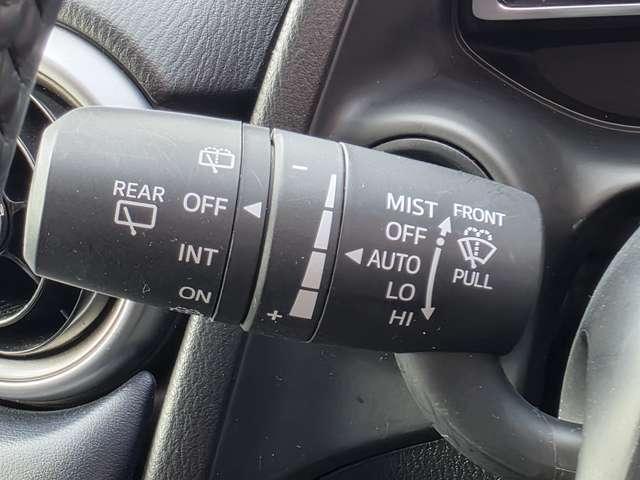 REAR
OFF
INT
ON
−
+
MIST
OFF
AUTO
LO
HI
FRONT
PULL